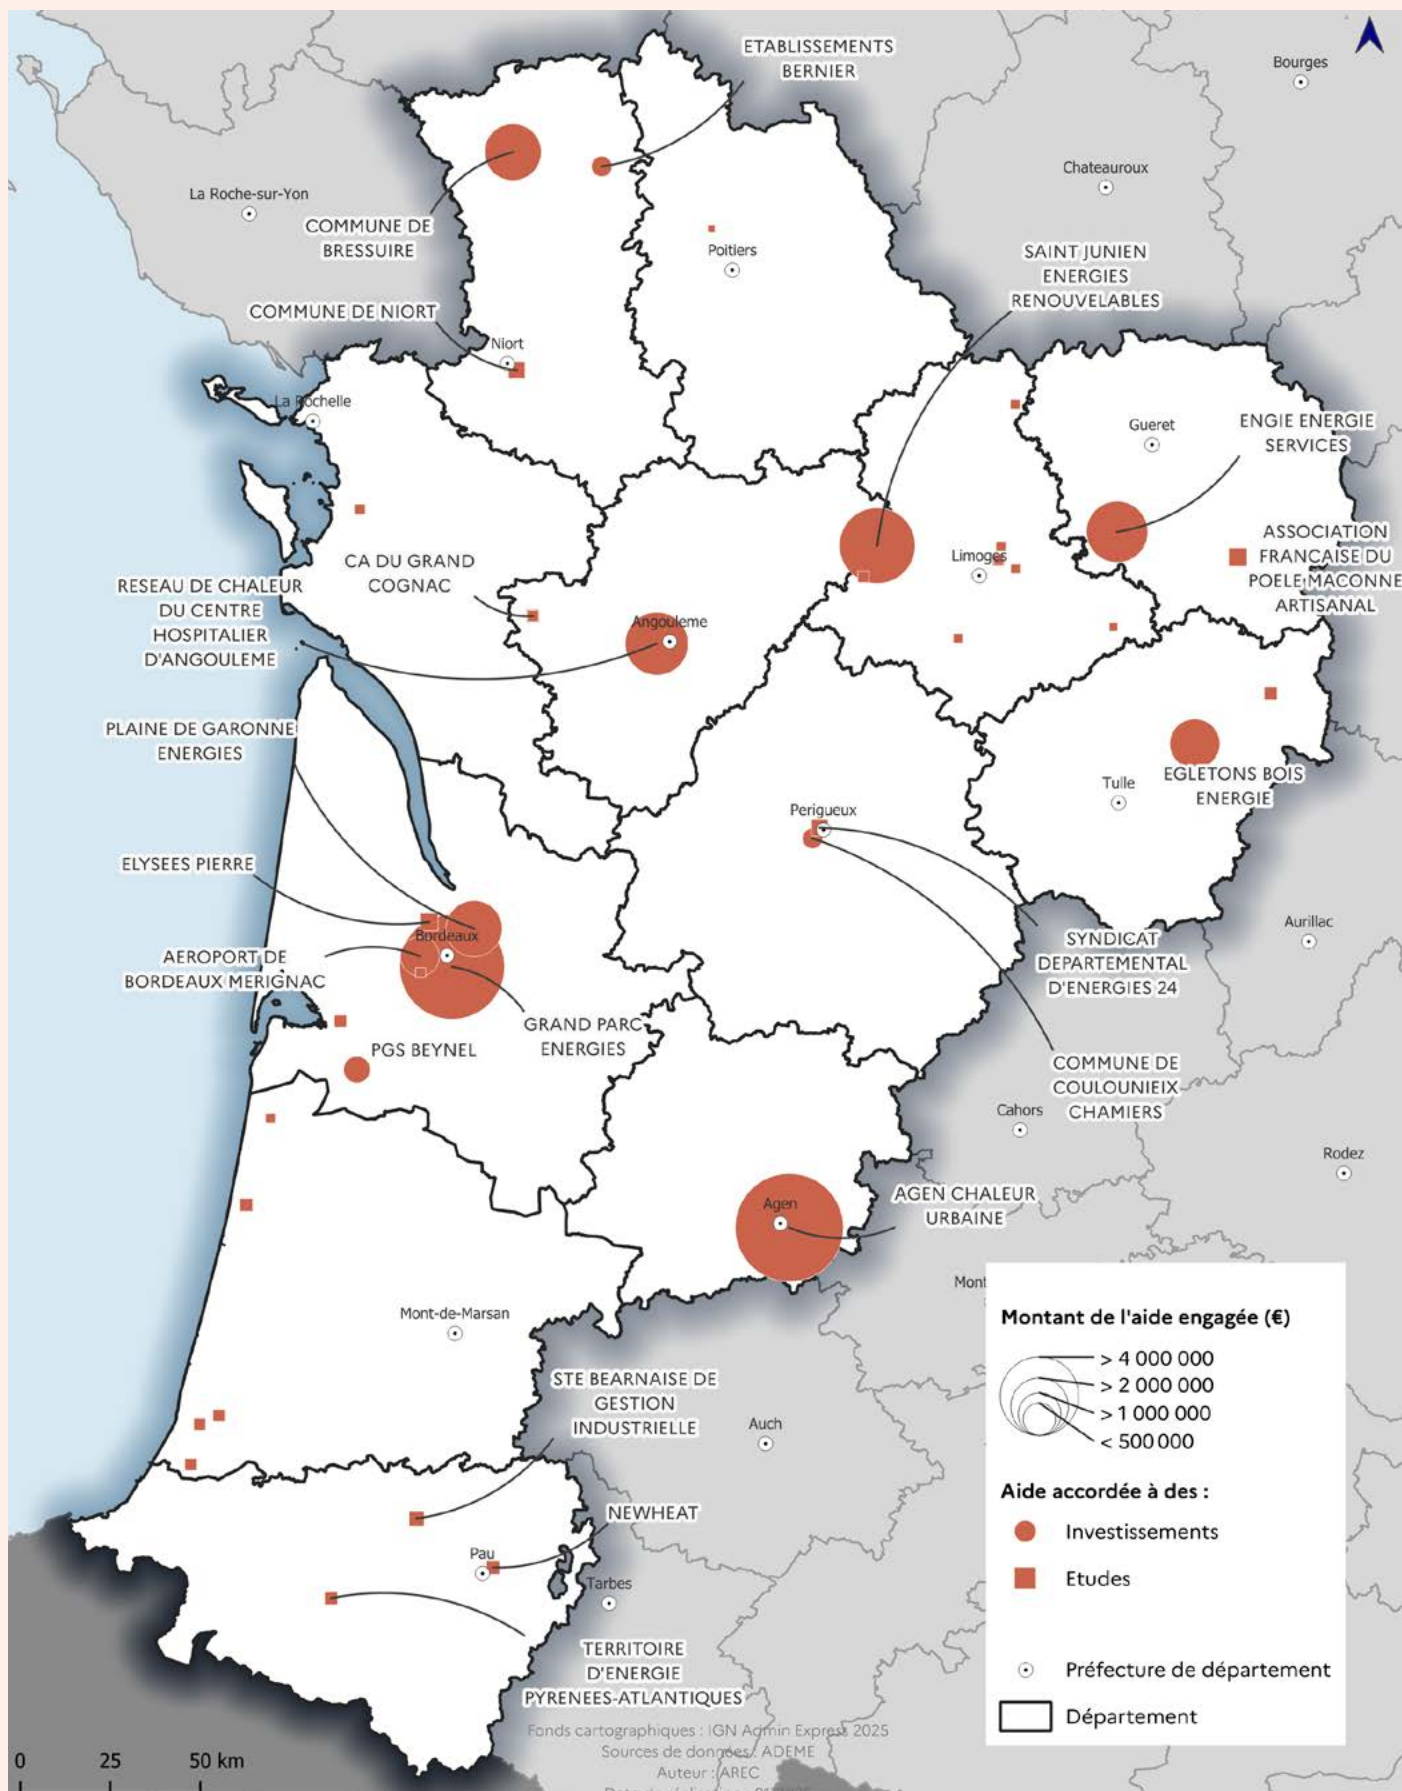 ETABLISSEMENTS
BERNIER
Bourges
Chateauroux
La Roche-sur-Yon
COMMUNE DE
BRESSUIRE
Poitiers
SAINT JUNIEN
ENERGIES
RENOUVELABLES
COMMUNE DE NIORT
Niort
La Rochelle
Gueret
ENGIE ENERGIE
SERVICES
ASSOCIATION
FRANCAISE DU
POELE MACONNE
ARTISANAL
CA DU GRAND
COGNAC
Limoges
RESEAU DE CHALEUR
DU CENTRE
HOSPITALIER
D'ANGOULEME
Angouleme
PLAINE DE GARONNE
ENERGIES
EGLETONS BOIS
ENERGIE
Tulle
Perigueux
ELYSEES PIERRE
Bordeaux
AEROPORT DE
BORDEAUX MERIGNAC
Aurillac
SYNDICAT
DEPARTEMENTAL
D'ENERGIES 24
GRAND PARC
ENERGIES
PGS BEYNEL
COMMUNE DE
COULOUNIEIX
CHAMIERS
Cahors
Rodez
Agen
AGEN CHALEUR
URBAINE
Mont-de-Marsan
Mont
STE BEARNAISE DE
GESTION
INDUSTRIELLE
Auch
NEWHEAT
Pau
Tarbes
TERRITOIRE
D'ENERGIE
PYRENEES-ATLANTIQUES
Montant de l'aide engagée (€)
> 4 000 000
> 2 000 000
> 1 000 000
< 500 000
Aide accordée à des :
Investissements
Etudes
Préfecture de département
Département
Fonds cartographiques : IGN Admin Express 2025
Sources de données : ADEME
Auteur : AREC
0 25 50 km